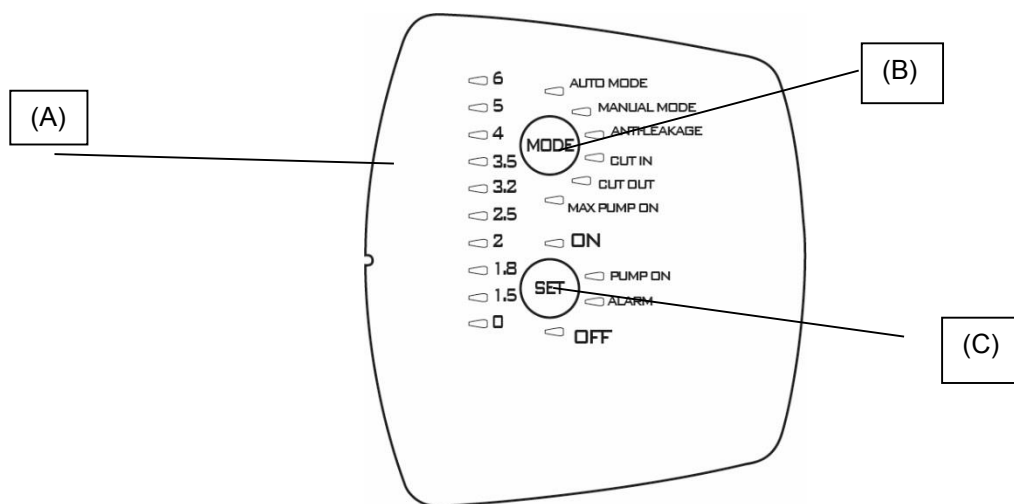 (A)
6
5
4
3.5
3.2
2.5
2
1.8
1.5
0
AUTO MODE
MANUAL MODE
ANTI-LEAKAGE
MODE
CUT IN
CUT OUT
MAX PUMP ON
ON
PUMP ON
SET
ALARM
OFF
(B)
(C)